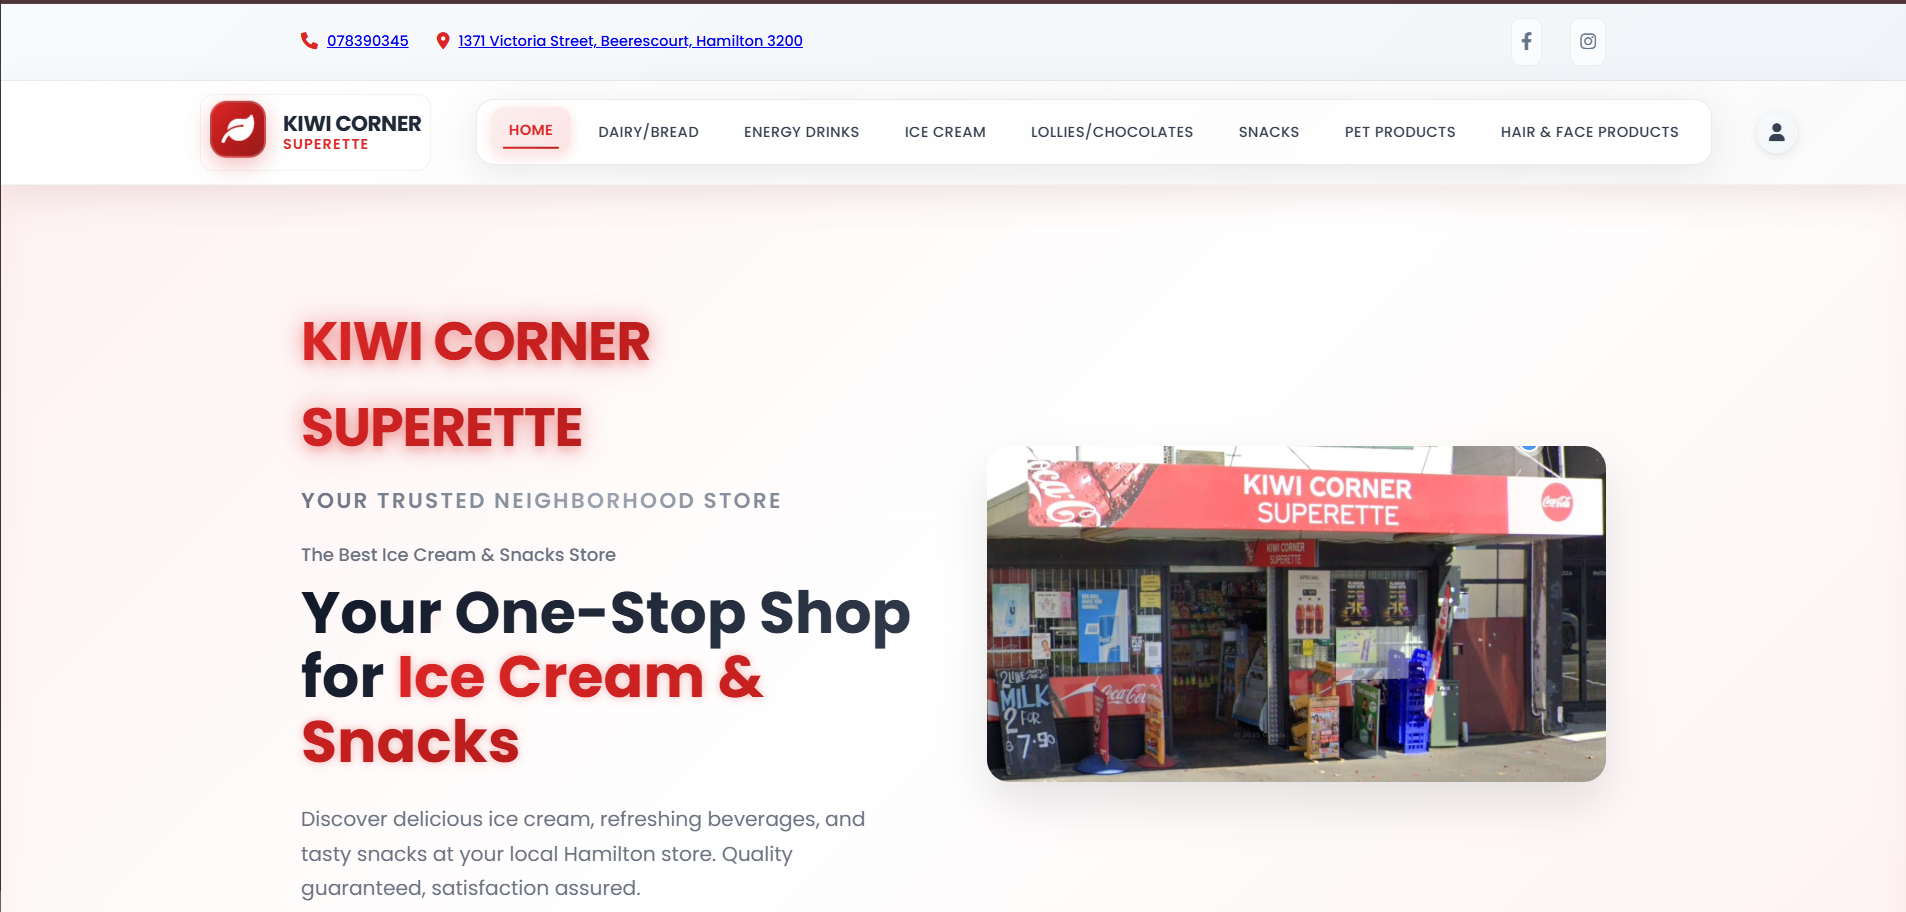 078390345
1371 Victoria Street, Beerescourt, Hamilton 3200
KIWI CORNER
SUPERETTE
HOME
DAIRY/BREAD
ENERGY DRINKS
ICE CREAM
LOLLIES/CHOCOLATES
SNACKS
PET PRODUCTS
HAIR & FACE PRODUCTS
KIWI CORNER
SUPERETTE
YOUR TRUSTED NEIGHBORHOOD STORE
The Best Ice Cream & Snacks Store
Your One-Stop Shop
for Ice Cream &
Snacks
Discover delicious ice cream, refreshing beverages, and
tasty snacks at your local Hamilton store. Quality
guaranteed, satisfaction assured.
KIWI CORNER
SUPERETTE
Coca-Cola
KIWI CORNER
SUPERETTE
SPECIAL
MILK
2 FOR
$7.50
Coca-Cola